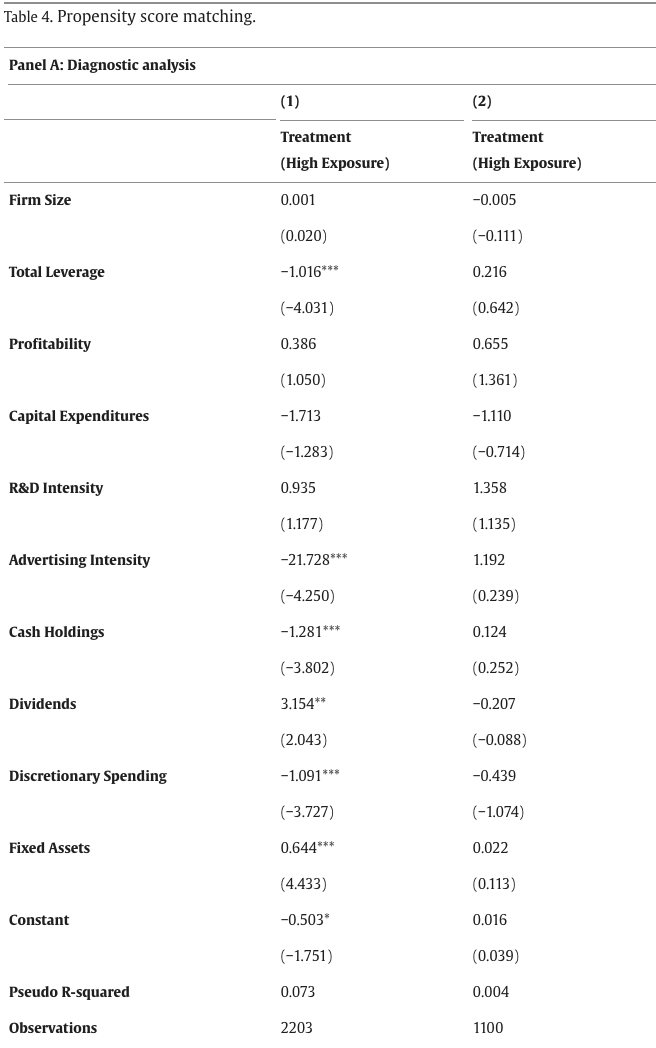 Table 4. Propensity score matching.
Panel A: Diagnostic analysis
(1) (2)
Treatment Treatment
(High Exposure) (High Exposure)
Firm Size 0.001 −0.005
(0.020) (−0.111)
Total Leverage −1.016*** 0.216
(−4.031) (0.642)
Profitability 0.386 0.655
(1.050) (1.361)
Capital Expenditures −1.713 −1.110
(−1.283) (−0.714)
R&D Intensity 0.935 1.358
(1.177) (1.135)
Advertising Intensity −21.728*** 1.192
(−4.250) (0.239)
Cash Holdings −1.281*** 0.124
(−3.802) (0.252)
Dividends 3.154** −0.207
(2.043) (−0.088)
Discretionary Spending −1.091*** −0.439
(−3.727) (−1.074)
Fixed Assets 0.644*** 0.022
(4.433) (0.113)
Constant −0.503* 0.016
(−1.751) (0.039)
Pseudo R-squared 0.073 0.004
Observations 2203 1100